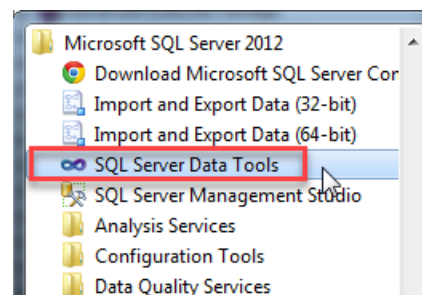 Microsoft SQL Server 2012
Download Microsoft SQL Server Cor
Import and Export Data (32-bit)
Import and Export Data (64-bit)
SQL Server Data Tools
SQL Server Management Studio
Analysis Services
Configuration Tools
Data Quality Services